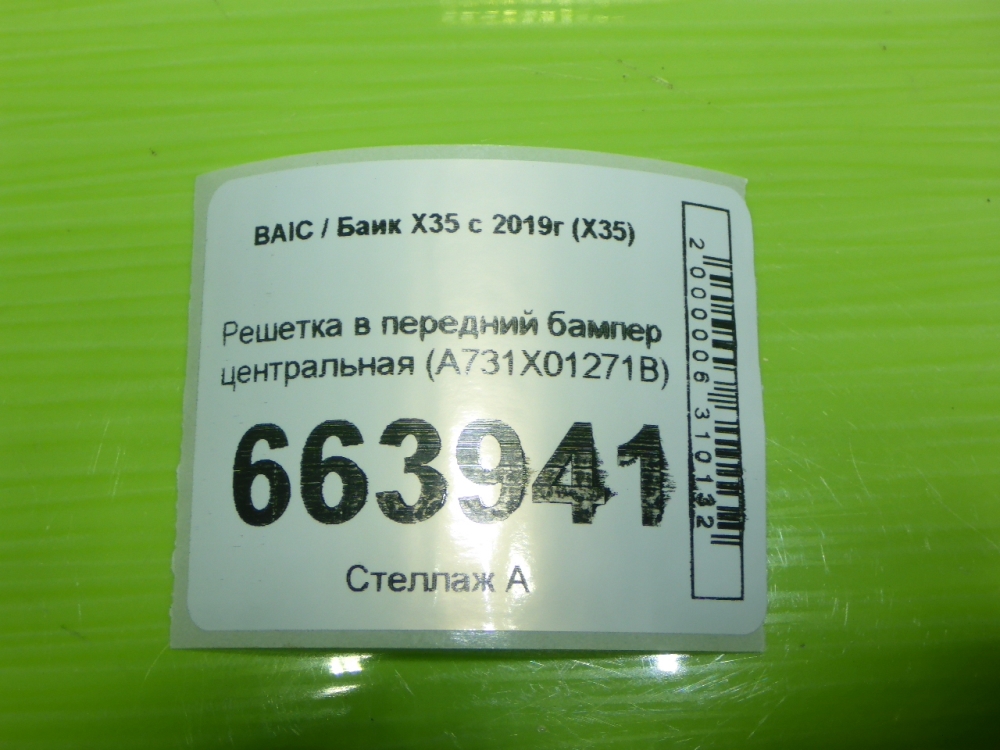 BAIC / Баик X35 с 2019г (X35)
Решетка в передний бампер
центральная (A731X01271B)
663941
Стеллаж А
2000006310132